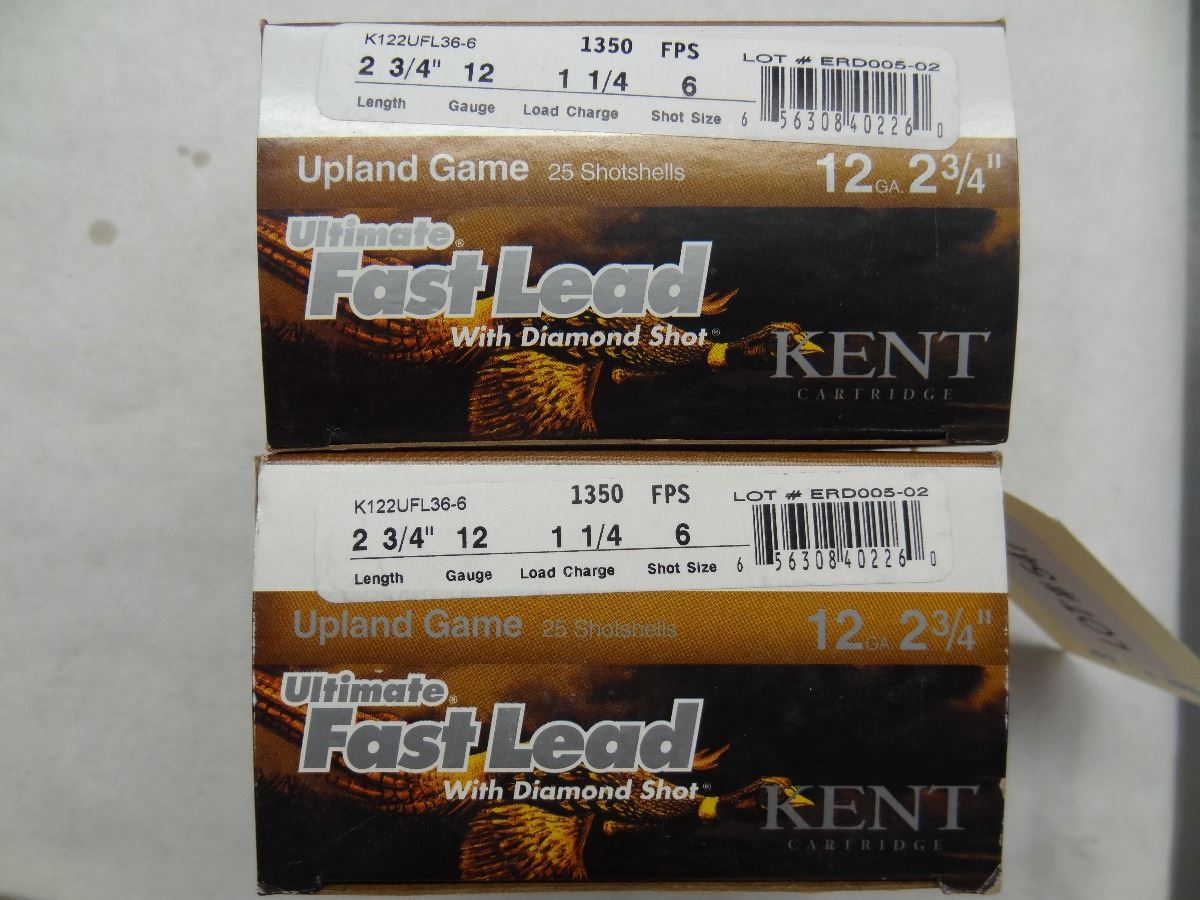 K122UFL36-6 1350 FPS LOT # ERD005-02
2 3/4" 12 1 1/4 6
Length Gauge Load Charge Shot Size 6 56308 40226 0
Upland Game 25 Shotshells 12 GA. 2 3/4"
Ultimate®
Fast Lead
With Diamond Shot®
KENT
CARTRIDGE
K122UFL36-6 1350 FPS LOT # ERD005-02
2 3/4" 12 1 1/4 6
Length Gauge Load Charge Shot Size 6 56308 40226 0
Upland Game 25 Shotshells 12 GA. 2 3/4"
Ultimate®
Fast Lead
With Diamond Shot®
KENT
CARTRIDGE
LOT#